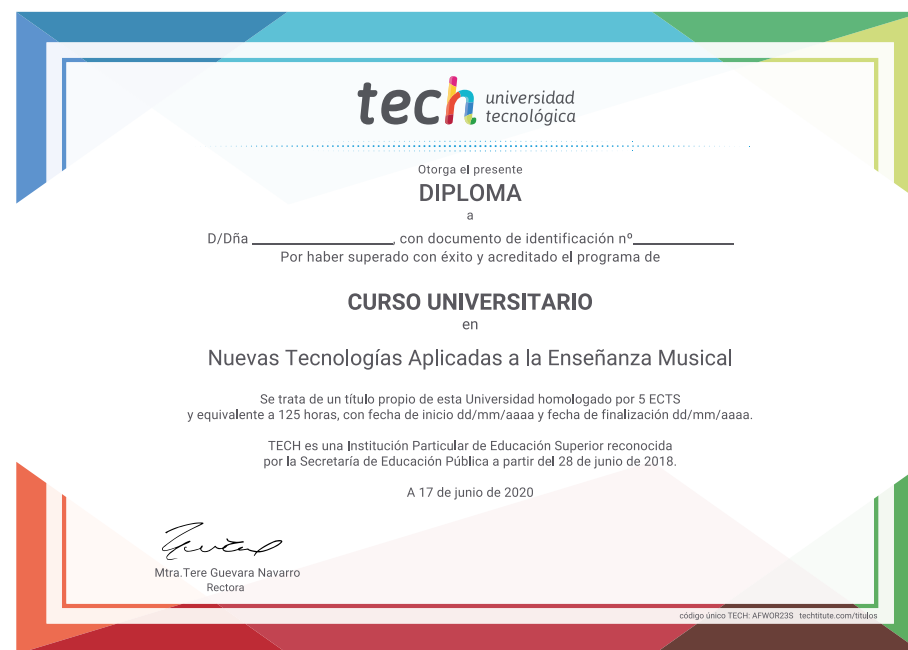 tech universidad
tecnológica
Otorga el presente
DIPLOMA
a
D/Dña ____________________, con documento de identificación nº______________
Por haber superado con éxito y acreditado el programa de
CURSO UNIVERSITARIO
en
Nuevas Tecnologías Aplicadas a la Enseñanza Musical
Se trata de un título propio de esta Universidad homologado por 5 ECTS
y equivalente a 125 horas, con fecha de inicio dd/mm/aaaa y fecha de finalización dd/mm/aaaa.
TECH es una Institución Particular de Educación Superior reconocida
por la Secretaría de Educación Pública a partir del 28 de junio de 2018.
A 17 de junio de 2020
Mtra.Tere Guevara Navarro
Rectora
código único TECH: AFWOR23S techtitute.com/titulos